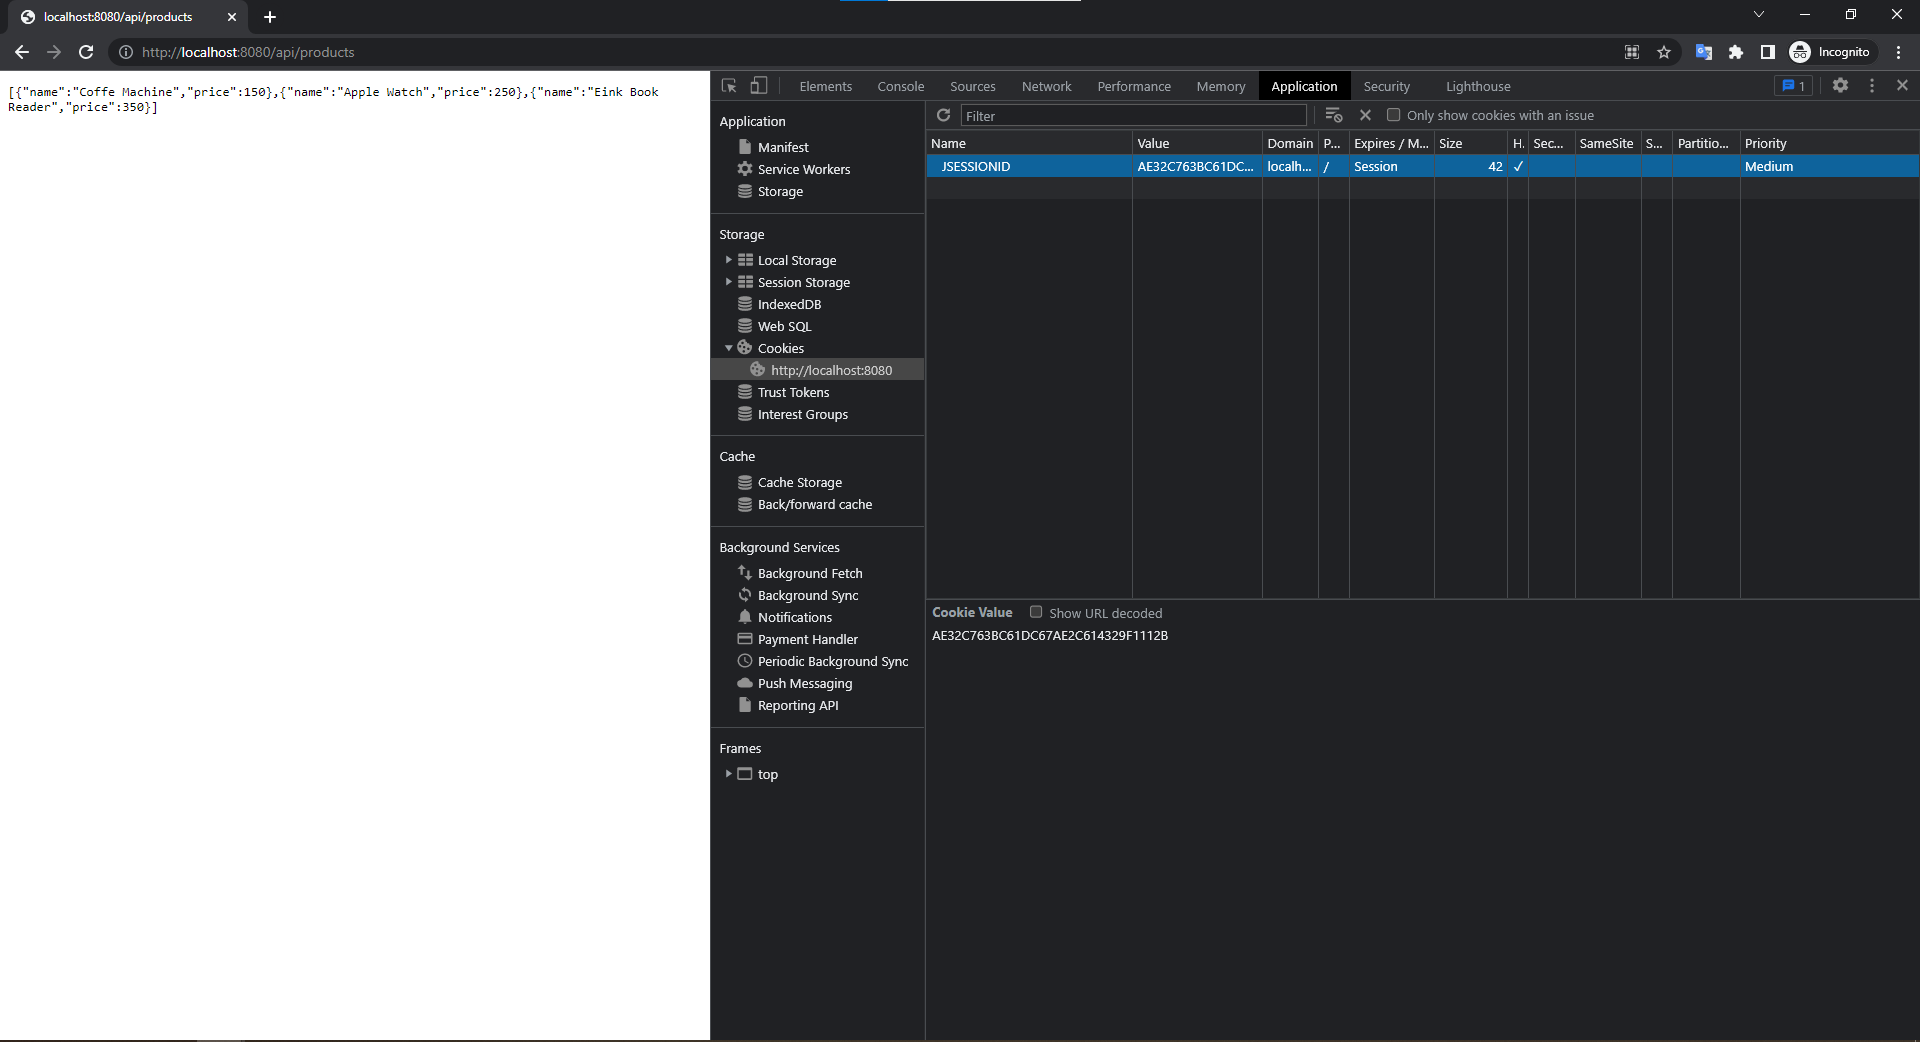 localhost:8080/api/products
http://localhost:8080/api/products
Incognito
[{"name":"Coffe Machine","price":150},{"name":"Apple Watch","price":250},{"name":"Eink Book
Reader","price":350}]
Elements Console Sources Network Performance Memory Application Security Lighthouse 1
Application
Manifest
Service Workers
Storage
Storage
Local Storage
Session Storage
IndexedDB
Web SQL
Cookies
http://localhost:8080
Trust Tokens
Interest Groups
Cache
Cache Storage
Back/forward cache
Background Services
Background Fetch
Background Sync
Notifications
Payment Handler
Periodic Background Sync
Push Messaging
Reporting API
Frames
top
Filter Only show cookies with an issue
Name Value Domain P... Expires / M... Size H. Sec... SameSite S... Partitio... Priority
JSESSIONID AE32C763BC61DC... localh... / Session 42 ✓ Medium
Cookie Value Show URL decoded
AE32C763BC61DC67AE2C614329F1112B